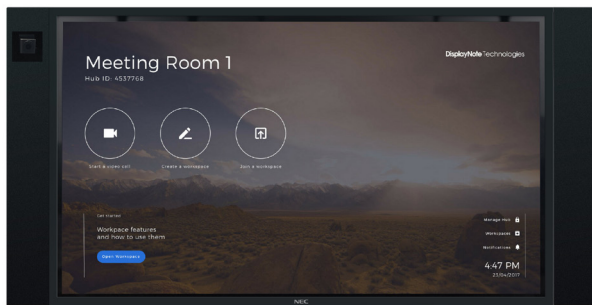 Meeting Room 1
Hub ID: 4537768
DisplayNote Technologies
Start a video call
Create a workspace
Join a workspace
Get started
Workpace features
and how to use them
Open Workspace
Manage Hub
Workspaces
Notifications
4:47 PM
23/04/2017
NEC